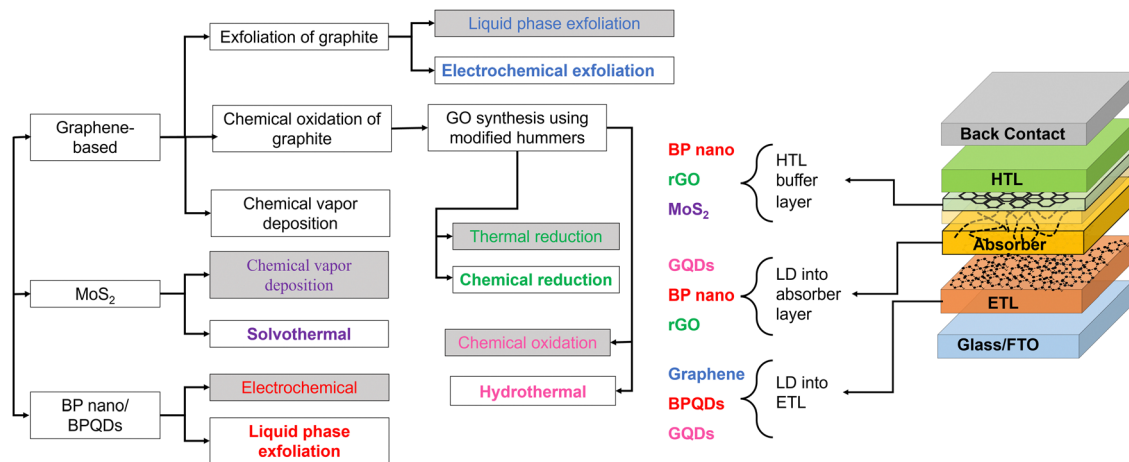 Exfoliation of graphite
Liquid phase exfoliation
Electrochemical exfoliation
Graphene-
based
Chemical oxidation of
graphite
GO synthesis using
modified hummers
Chemical vapor
deposition
Thermal reduction
Chemical reduction
MoS₂
Chemical vapor
deposition
Solvothermal
Chemical oxidation
Hydrothermal
BP nano/
BPQDs
Electrochemical
Liquid phase
exfoliation
BP nano
rGO
MoS₂
HTL
buffer
layer
GQDs
BP nano
rGO
LD into
absorber
layer
Graphene
BPQDs
GQDs
LD into
ETL
Back Contact
HTL
Absorber
ETL
Glass/FTO